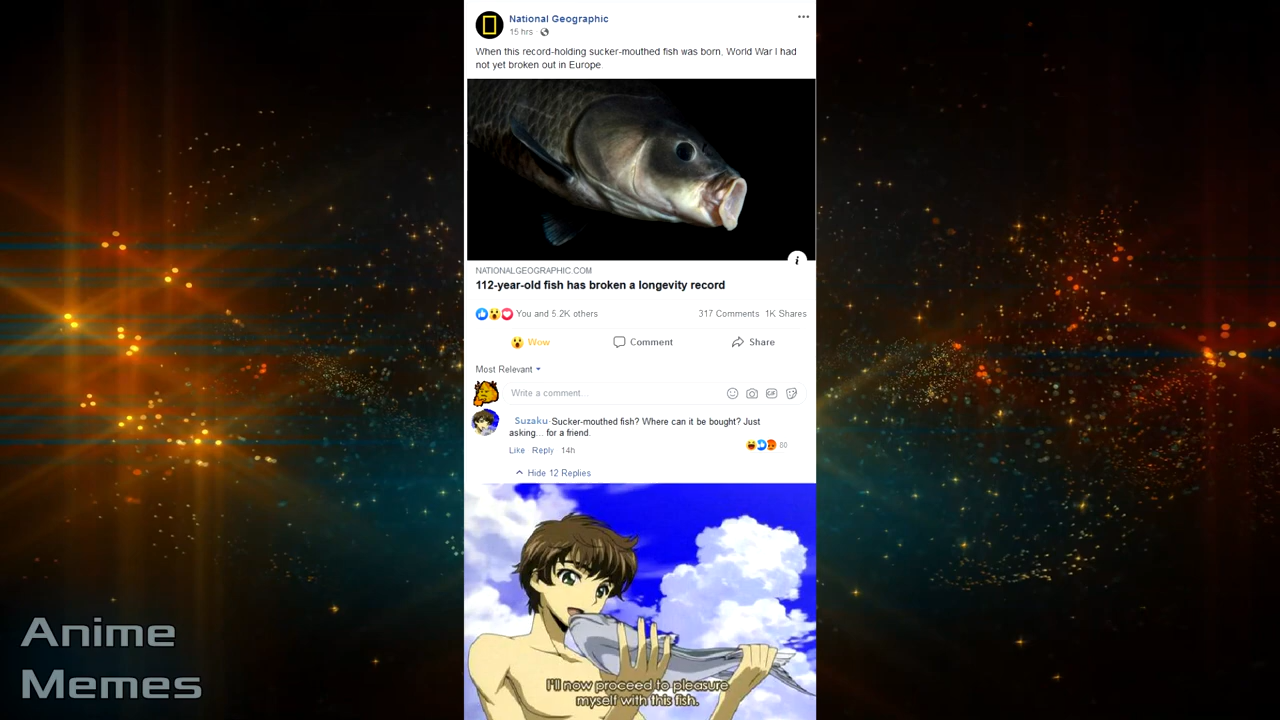 National Geographic
15 hrs ·
When this record-holding sucker-mouthed fish was born, World War I had
not yet broken out in Europe.
i
NATIONALGEOGRAPHIC.COM
112-year-old fish has broken a longevity record
You and 5.2K others 317 Comments 1K Shares
Wow Comment Share
Most Relevant
Write a comment...
GIF
Suzaku Sucker-mouthed fish? Where can it be bought? Just
asking... for a friend.
80
Like Reply 14h
Hide 12 Replies
I'll now proceed to pleasure
myself with this fish.
Anime
Memes